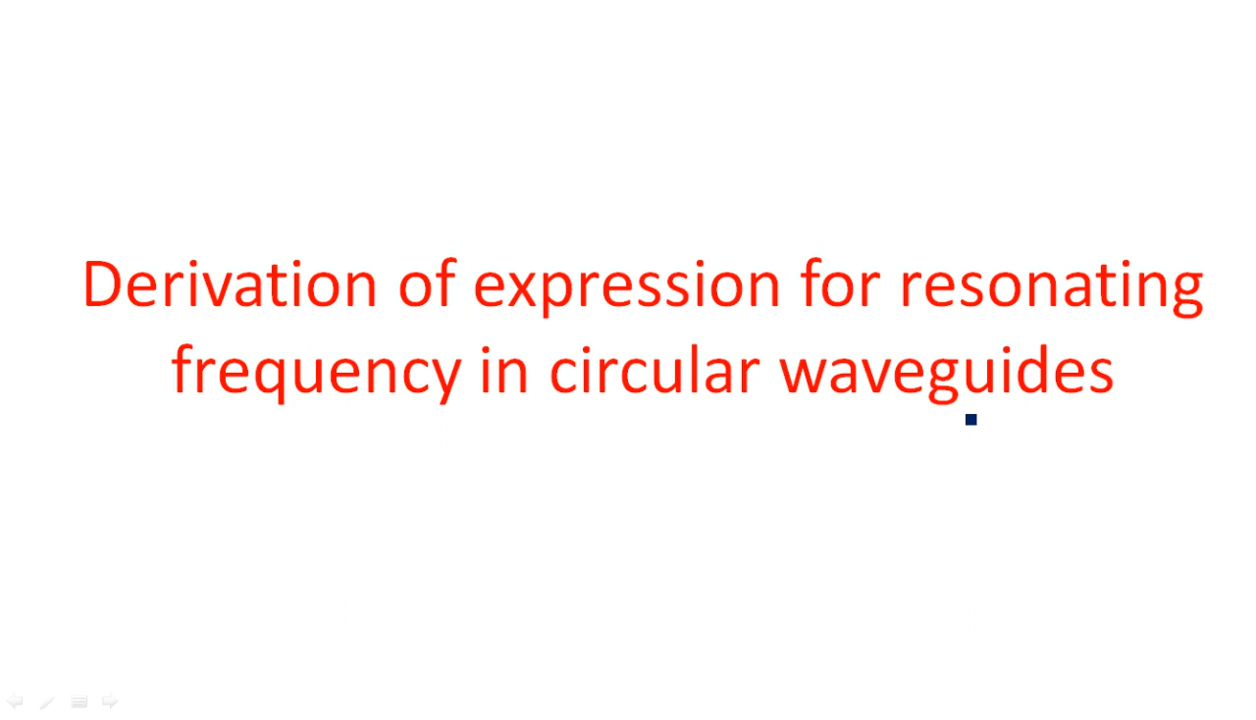 Derivation of expression for resonating
frequency in circular waveguides